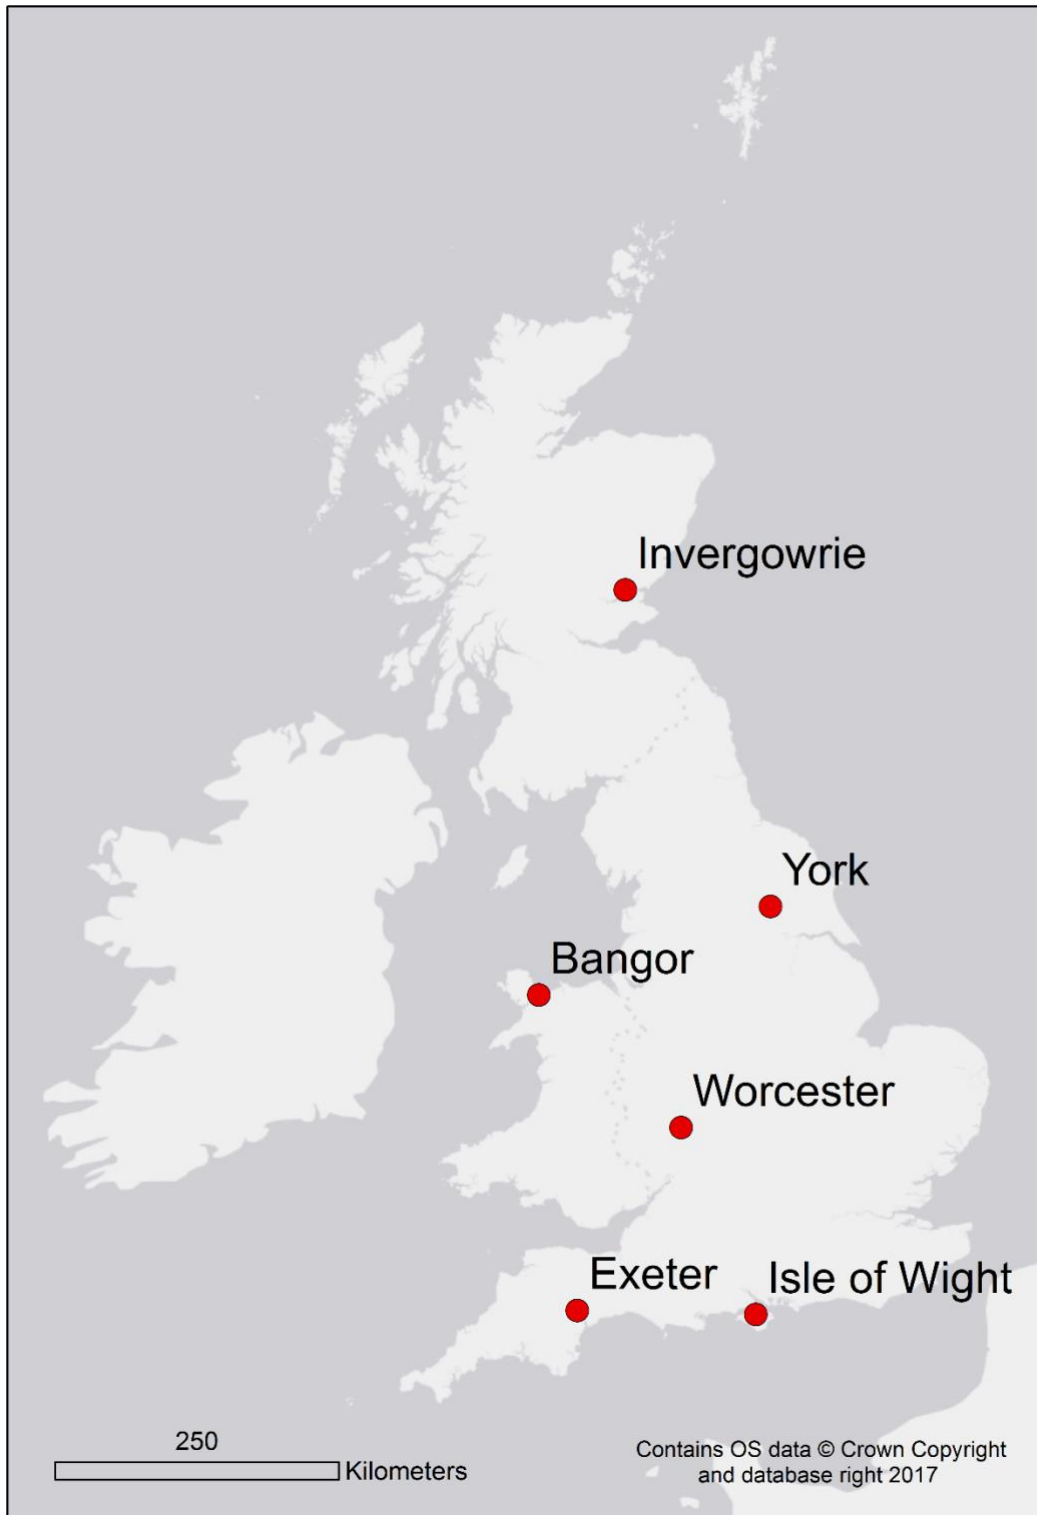 Invergowrie
York
Bangor
Worcester
Exeter
Isle of Wight
250
Kilometers
Contains OS data © Crown Copyright
and database right 2017